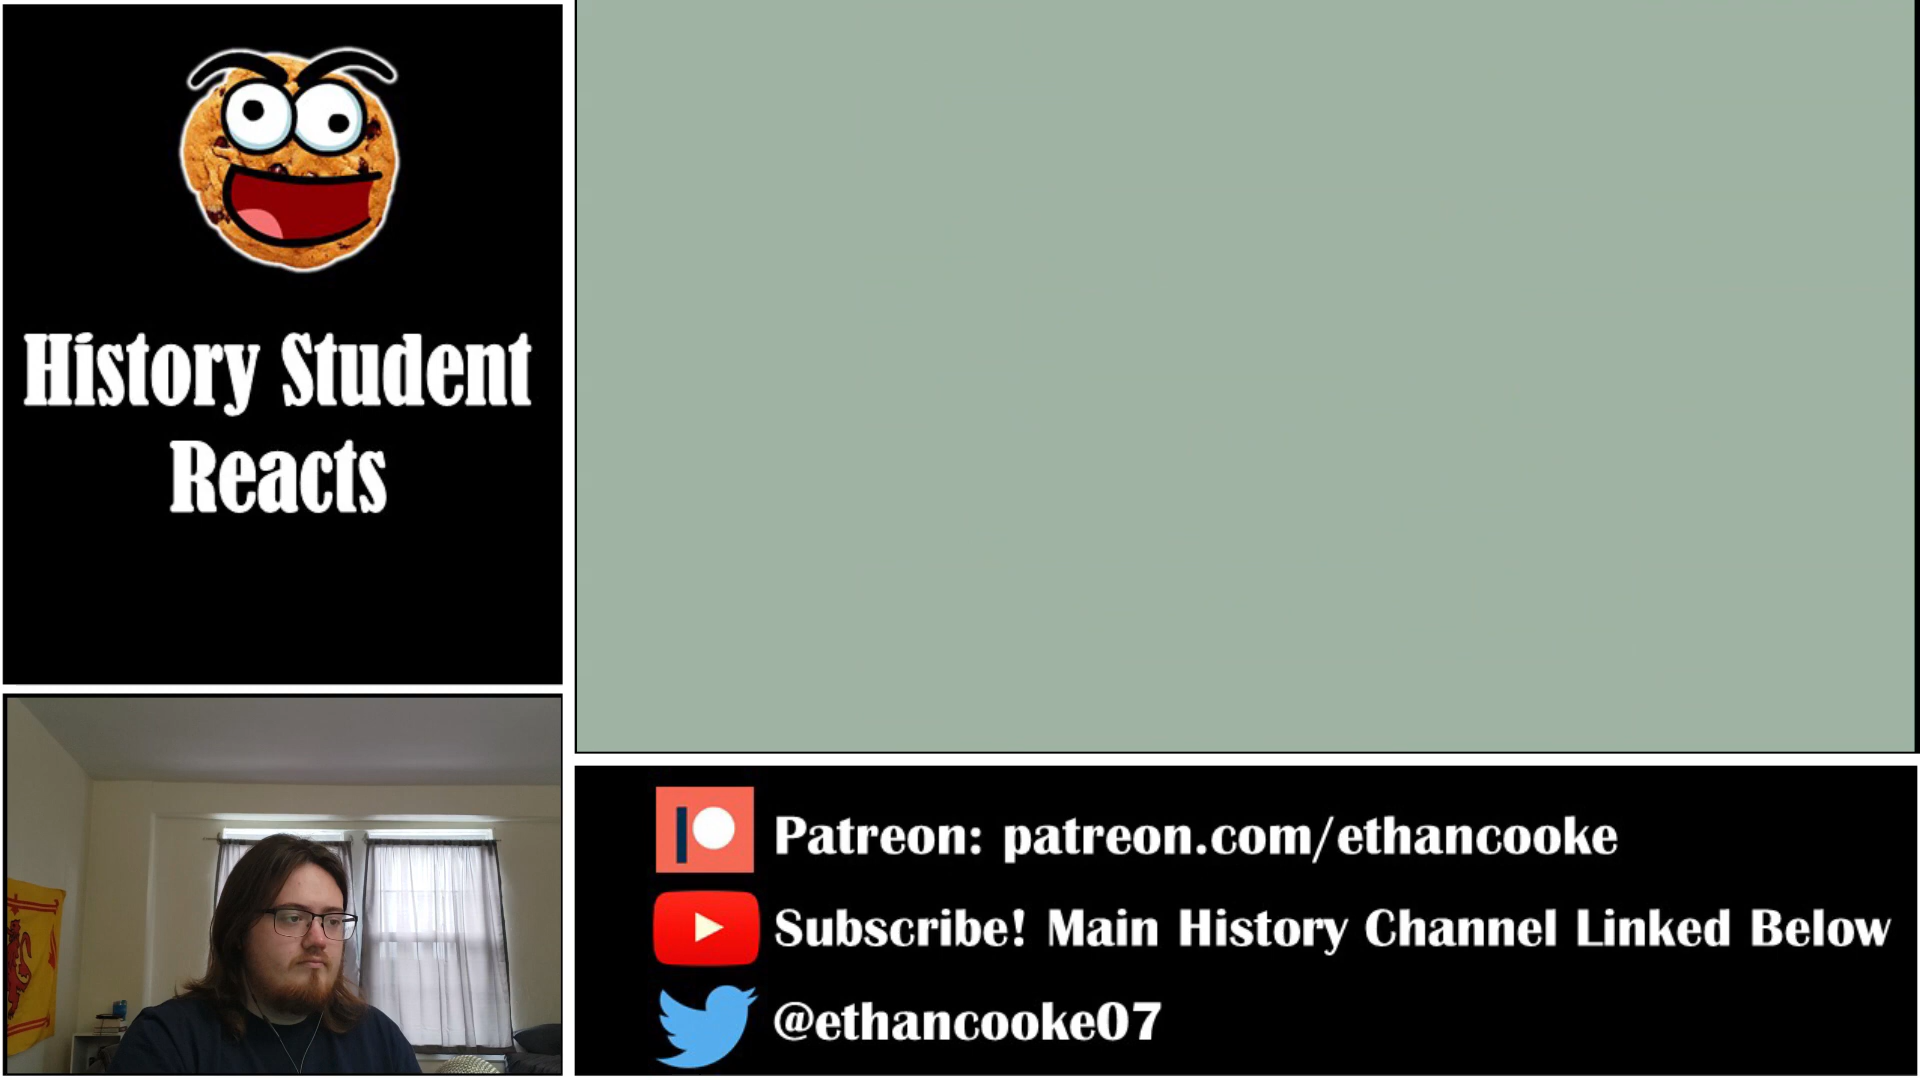 History Student
Reacts
Patreon: patreon.com/ethancooke
Subscribe! Main History Channel Linked Below
@ethancooke07